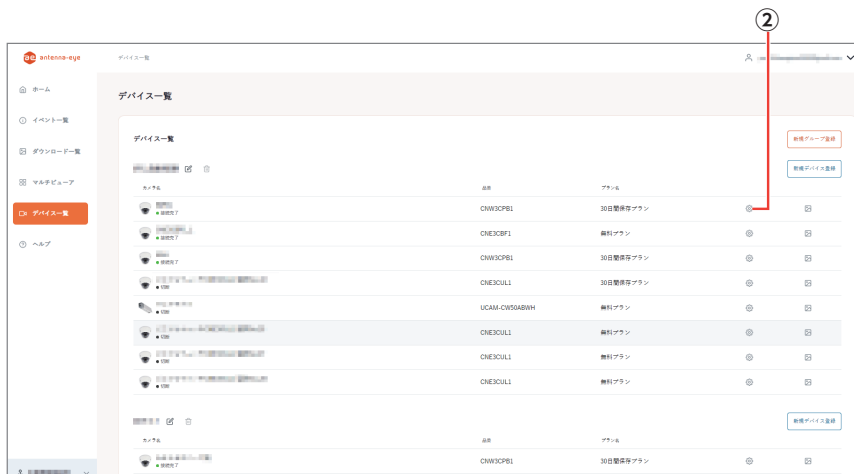 ②
ae antenna-eye
デバイス一覧
ホーム
デバイス一覧
イベント一覧
デバイス一覧
新規グループ登録
ダウンロード一覧
新規デバイス登録
マルチビューア
カメラ名 品番 プラン名
デバイス一覧
接続完了 CNW3CPB1 30日間保存プラン
接続完了 CNE3CBF1 無料プラン
ヘルプ
接続完了 CNW3CPB1 30日間保存プラン
切断 CNE3CUL1 無料プラン
切断 UCAM-CW50ABWH 無料プラン
切断 CNE3CUL1 無料プラン
切断 CNE3CUL1 無料プラン
切断 CNE3CUL1 無料プラン
新規デバイス登録
カメラ名 品番 プラン名
接続完了 CNW3CPB1 30日間保存プラン